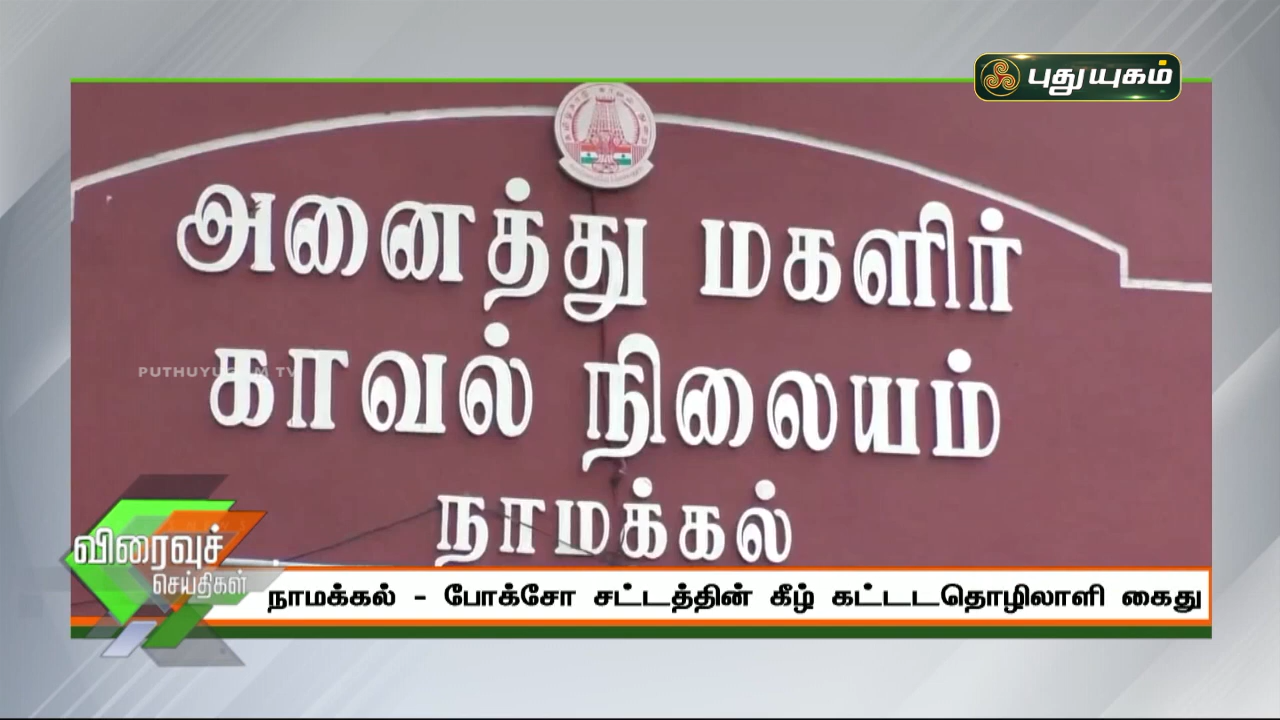 புதுயுகம்
அனைத்து மகளிர்
காவல் நிலையம்
நாமக்கல்
விரைவுச்
செய்திகள்
நாமக்கல் - போக்சோ சட்டத்தின் கீழ் கட்டடதொழிலாளி கைது